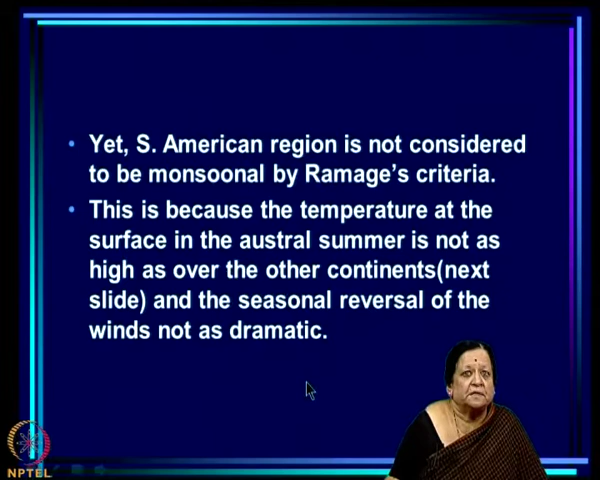 Yet, S. American region is not considered
to be monsoonal by Ramage's criteria.
This is because the temperature at the
surface in the austral summer is not as
high as over the other continents(next
slide) and the seasonal reversal of the
winds not as dramatic.
NPTEL